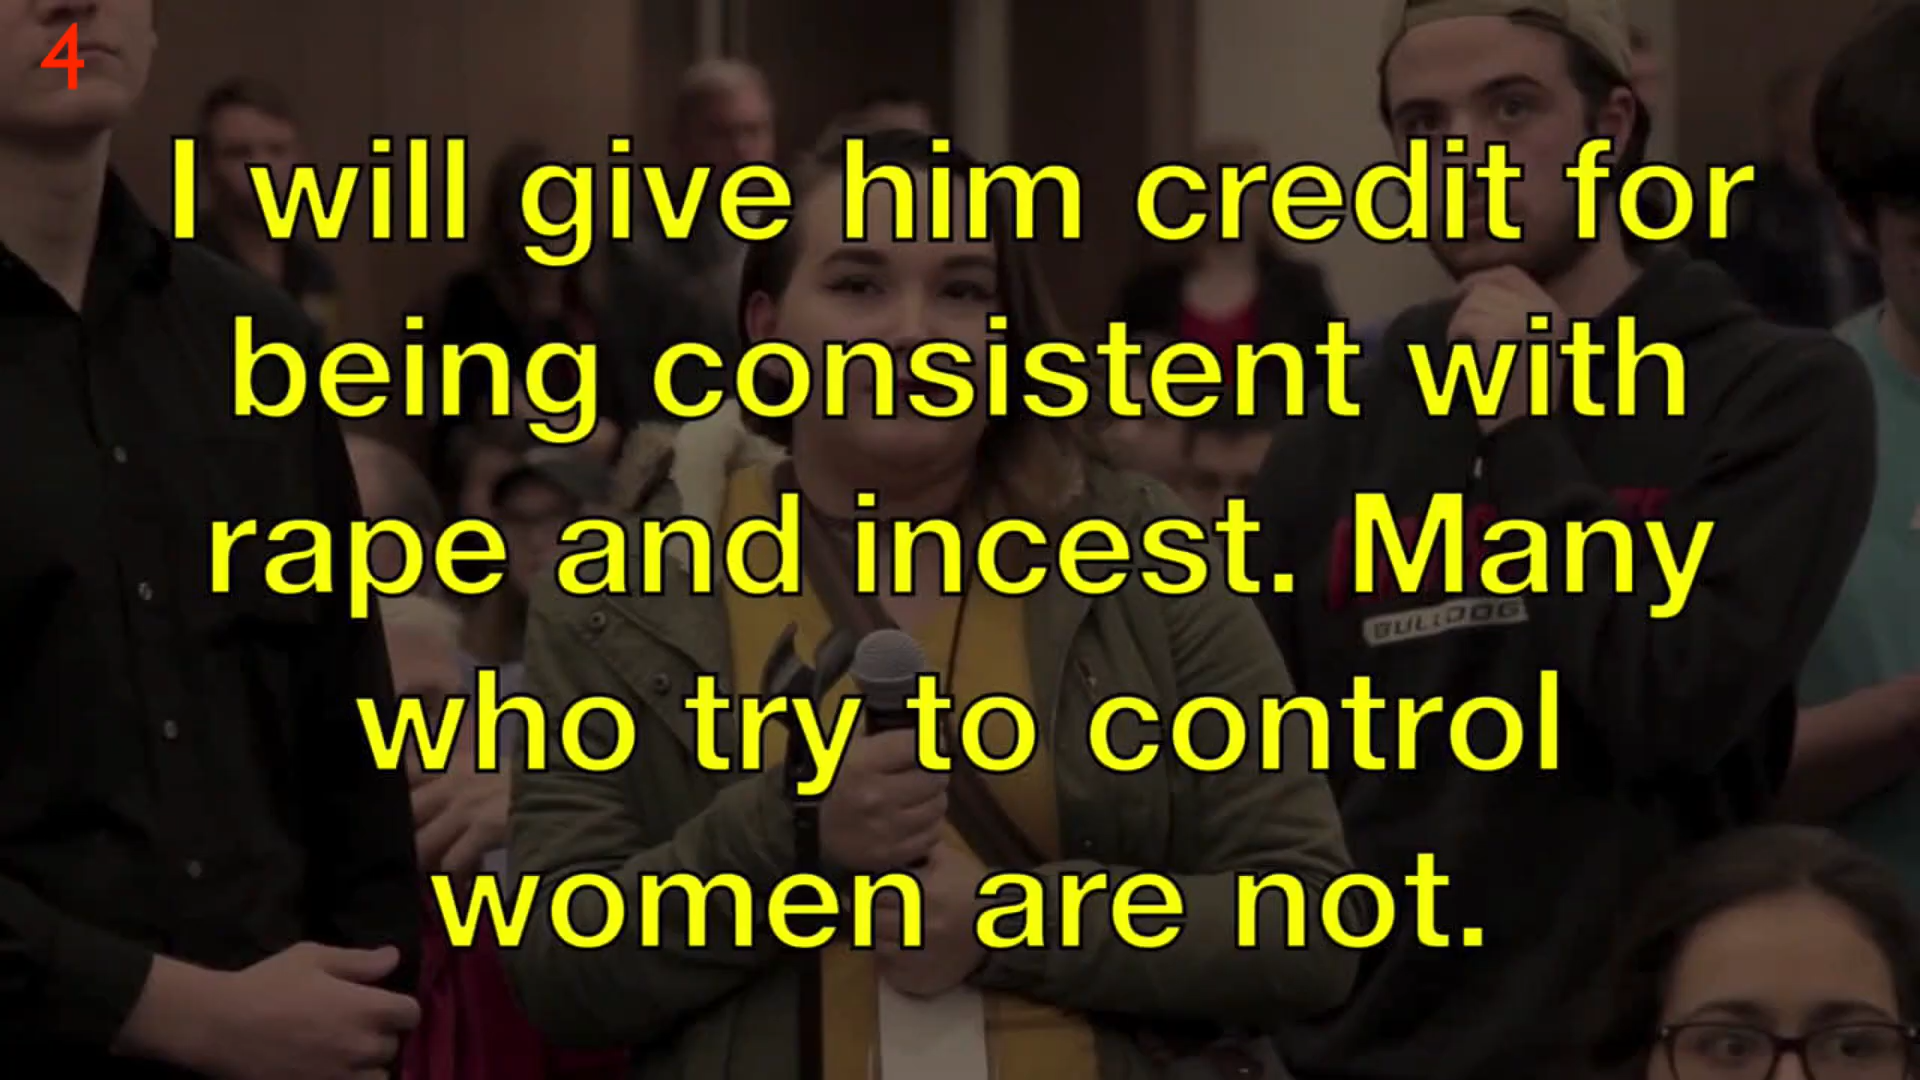 4
I will give him credit for
being consistent with
rape and incest. Many
who try to control
women are not.
BULLDOGS